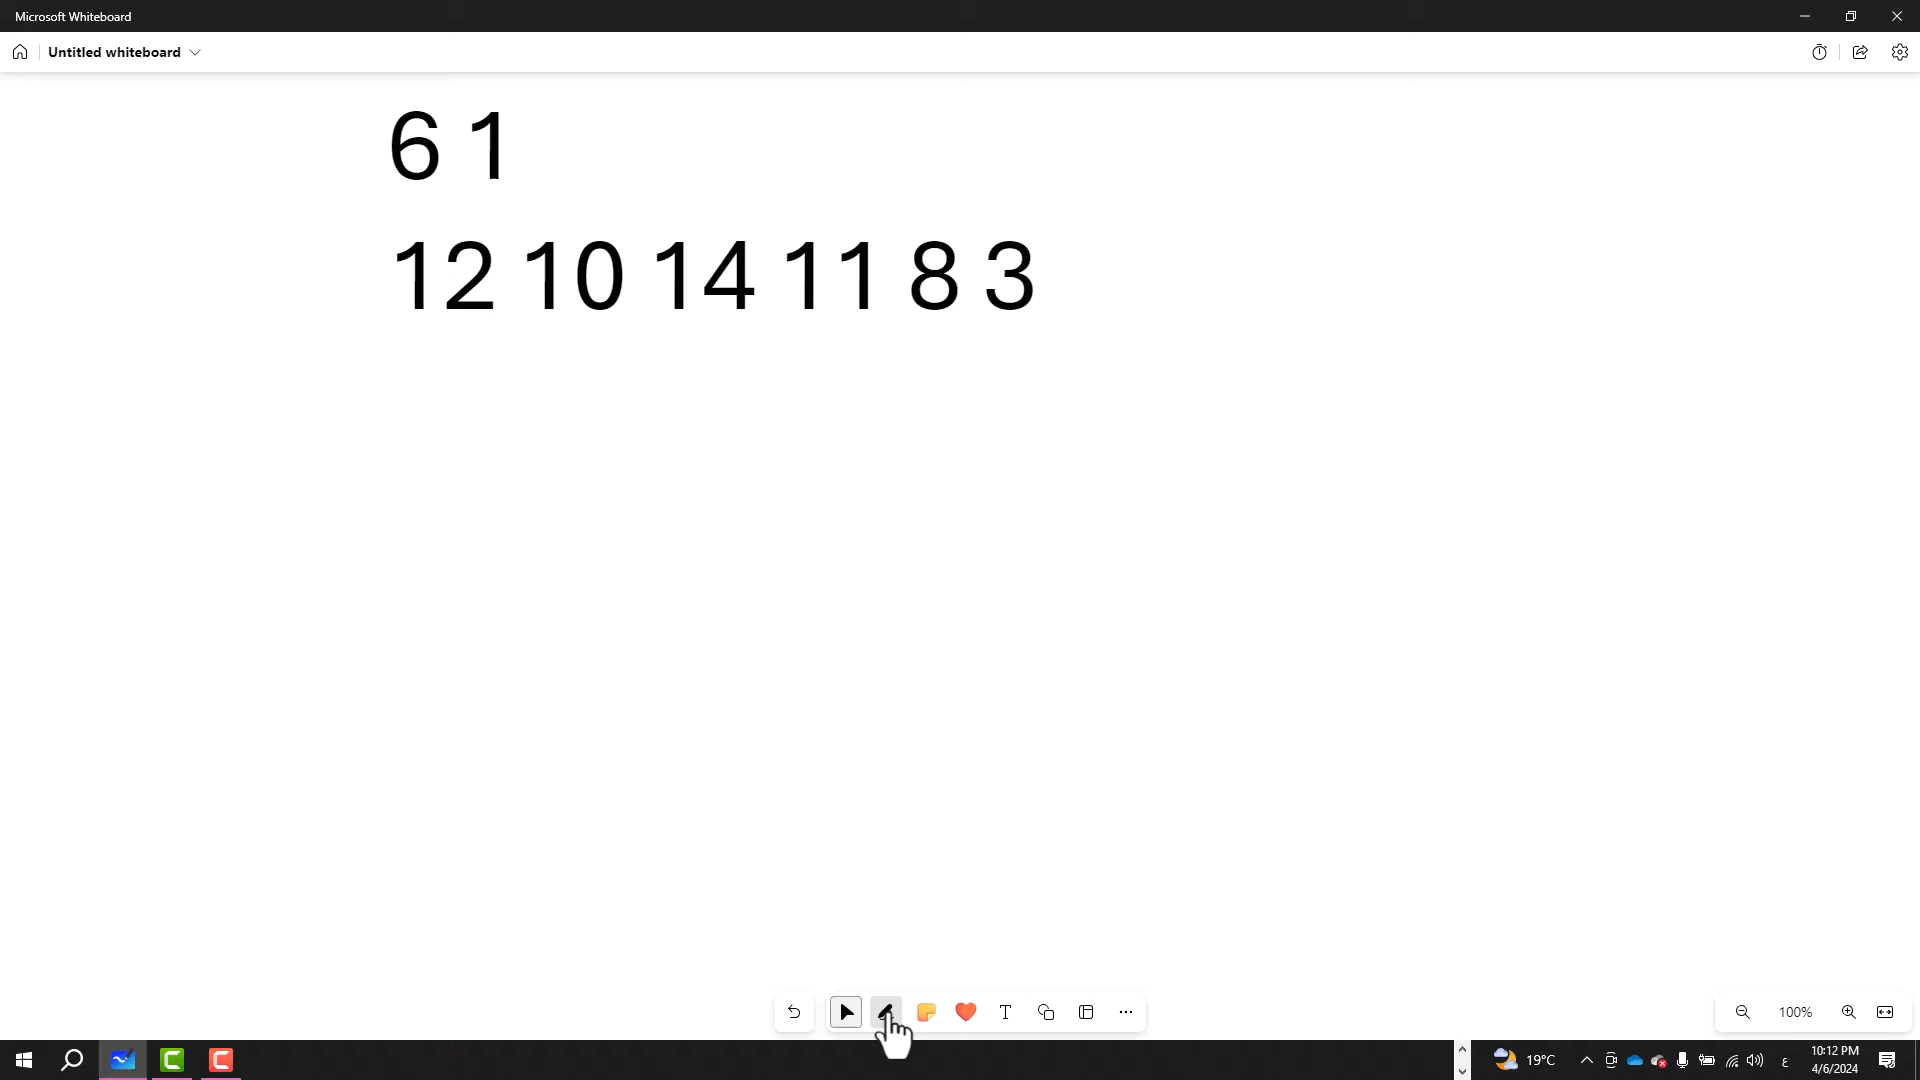 Microsoft Whiteboard
Untitled whiteboard
6 1
12 10 14 11 8 3
100%
19°C
ع
10:12 PM
4/6/2024